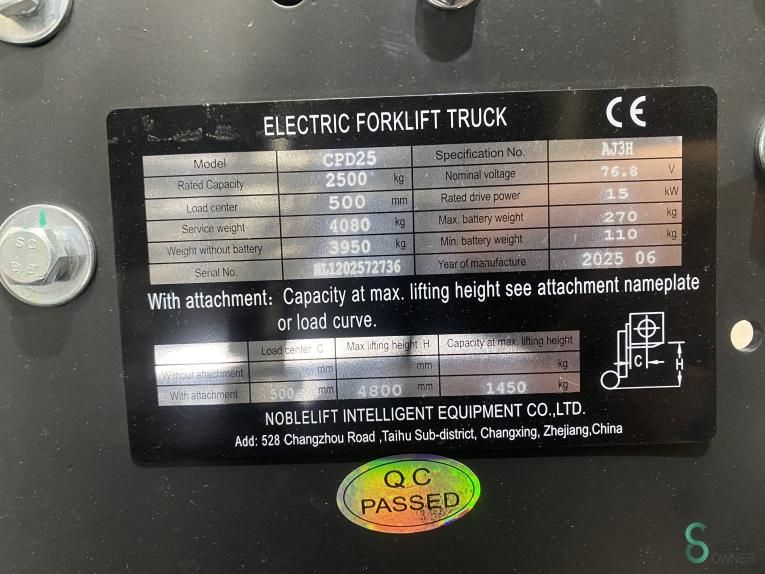 ELECTRIC FORKLIFT TRUCK CE
Model CPD25 Specification No. AJ3H
Rated Capacity 2500 kg Nominal voltage 76.8 V
Load center 500 mm Rated drive power 15 kW
Service weight 4080 kg Max. battery weight 270 kg
Weight without battery 3950 kg Min. battery weight 110 kg
Serial No. NL1202572736 Year of manufacture 2025 06
With attachment: Capacity at max. lifting height see attachment nameplate
or load curve.
Load center C Max.lifting height H Capacity at max. lifting height
Without attachment mm mm kg
With attachment 500 mm 4800 mm 1450 kg
C H
NOBLELIFT INTELLIGENT EQUIPMENT CO.,LTD.
Add: 528 Changzhou Road ,Taihu Sub-district, Changxing, Zhejiang,China
QC
PASSED
SC
8.8
OWNER